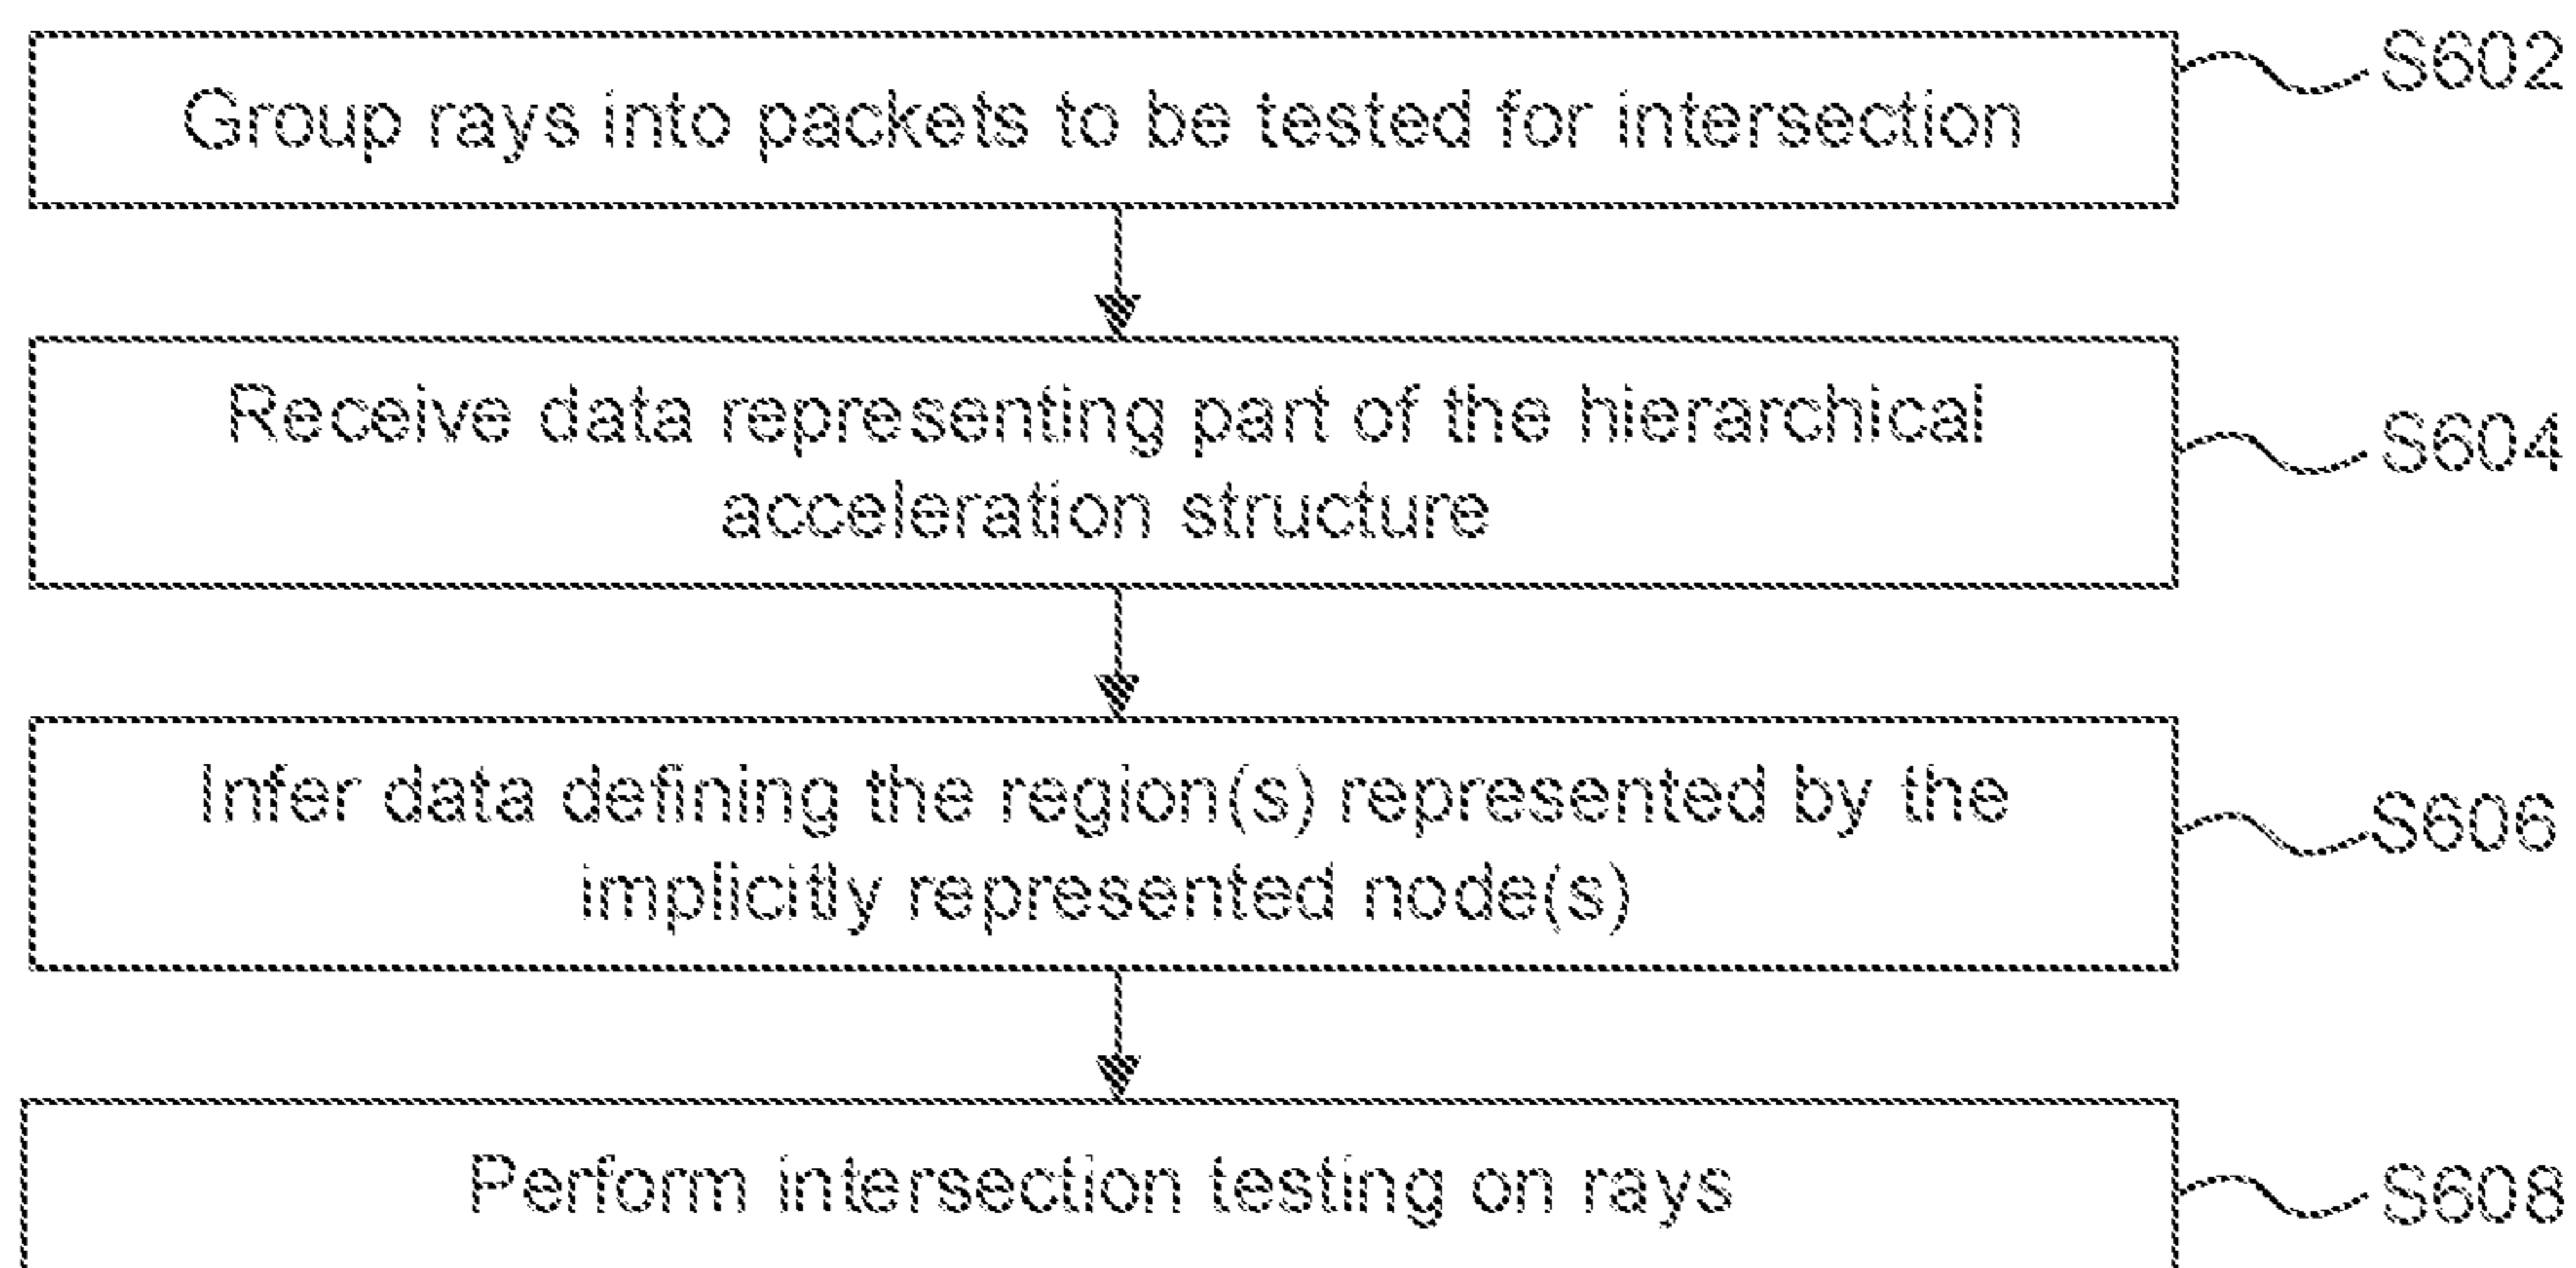 Group rays into packets to be tested for intersection
S602
Receive data representing part of the hierarchical
acceleration structure
S604
Infer data defining the region(s) represented by the
implicitly represented node(s)
S606
Perform intersection testing on rays
S608